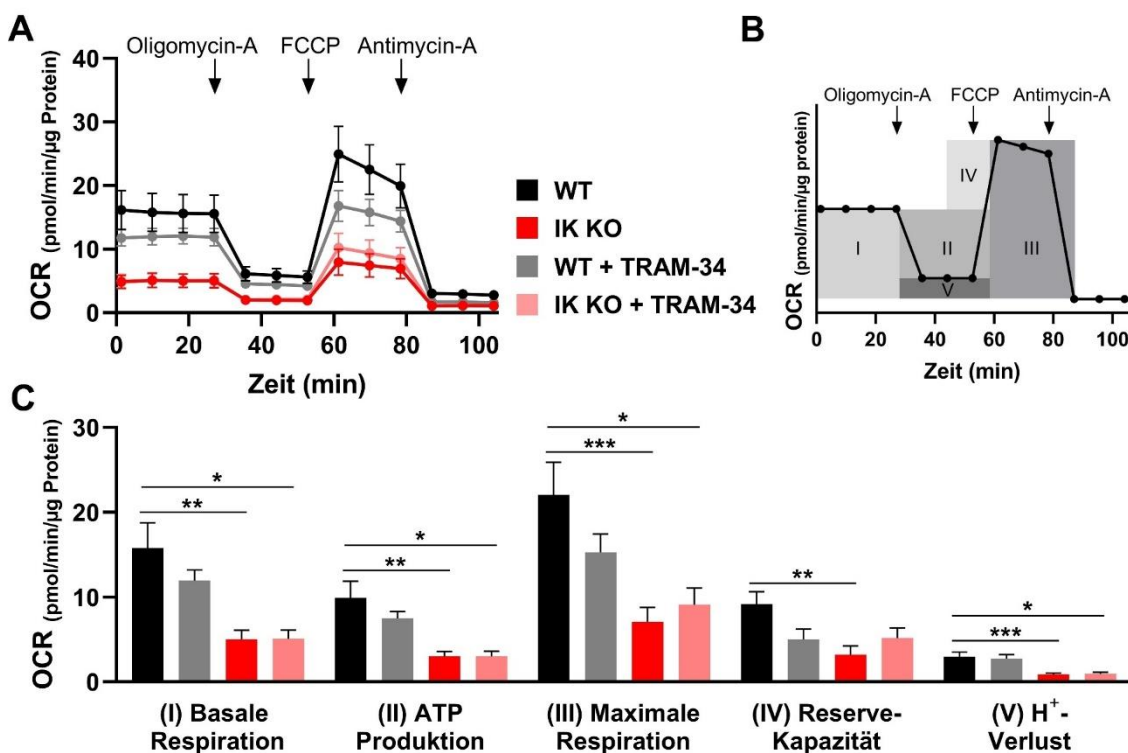 A
Oligomycin-A FCCP Antimycin-A
40
30
20
10
0
OCR (pmol/min/µg Protein)
0 20 40 60 80 100
Zeit (min)
WT
IK KO
WT + TRAM-34
IK KO + TRAM-34
B
Oligomycin-A FCCP Antimycin-A
OCR (pmol/min/µg protein)
I II III IV V
0 20 40 60 80 100
Zeit (min)
C
30
20
10
0
OCR (pmol/min/µg Protein)
*
**
*
**
*
***
**
*
***
(I) Basale
Respiration
(II) ATP
Produktion
(III) Maximale
Respiration
(IV) Reserve-
Kapazität
(V) H+-
Verlust